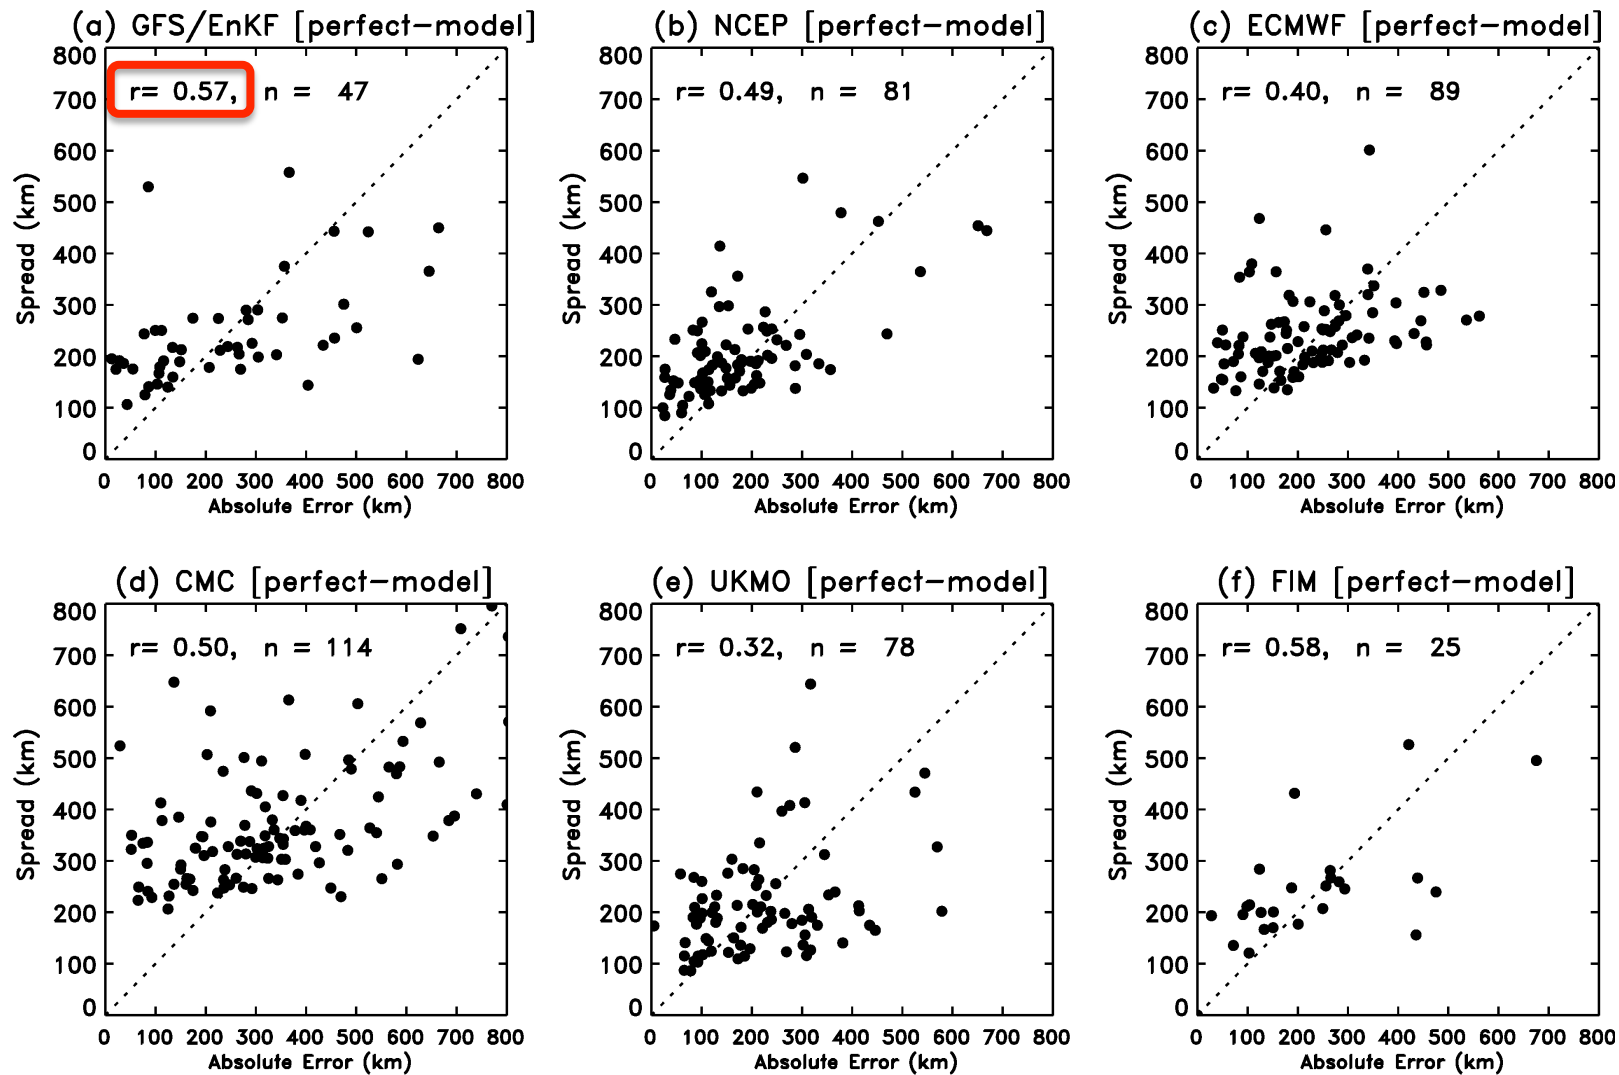 (a) GFS/EnKF [perfect-model]
r= 0.57, n = 47
800
700
600
500
400
300
200
100
0
Spread (km)
0 100 200 300 400 500 600 700 800
Absolute Error (km)
(b) NCEP [perfect-model]
r= 0.49, n = 81
800
700
600
500
400
300
200
100
0
Spread (km)
0 100 200 300 400 500 600 700 800
Absolute Error (km)
(c) ECMWF [perfect-model]
r= 0.40, n = 89
800
700
600
500
400
300
200
100
0
Spread (km)
0 100 200 300 400 500 600 700 800
Absolute Error (km)
(d) CMC [perfect-model]
r= 0.50, n = 114
800
700
600
500
400
300
200
100
0
Spread (km)
0 100 200 300 400 500 600 700 800
Absolute Error (km)
(e) UKMO [perfect-model]
r= 0.32, n = 78
800
700
600
500
400
300
200
100
0
Spread (km)
0 100 200 300 400 500 600 700 800
Absolute Error (km)
(f) FIM [perfect-model]
r= 0.58, n = 25
800
700
600
500
400
300
200
100
0
Spread (km)
0 100 200 300 400 500 600 700 800
Absolute Error (km)